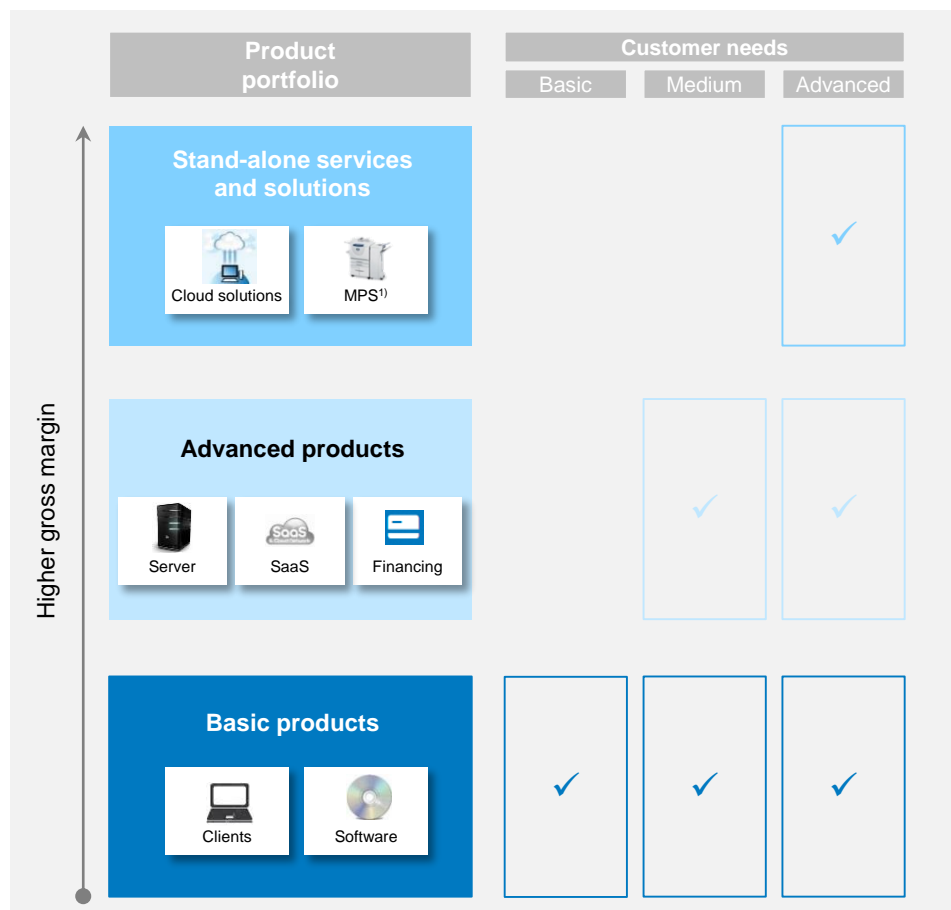 Product
portfolio
Customer needs
Basic
Medium
Advanced
Higher gross margin
Stand-alone services
and solutions
Cloud solutions
MPS1)
Advanced products
Server
SaaS
SaaS
Financing
Basic products
Clients
Software